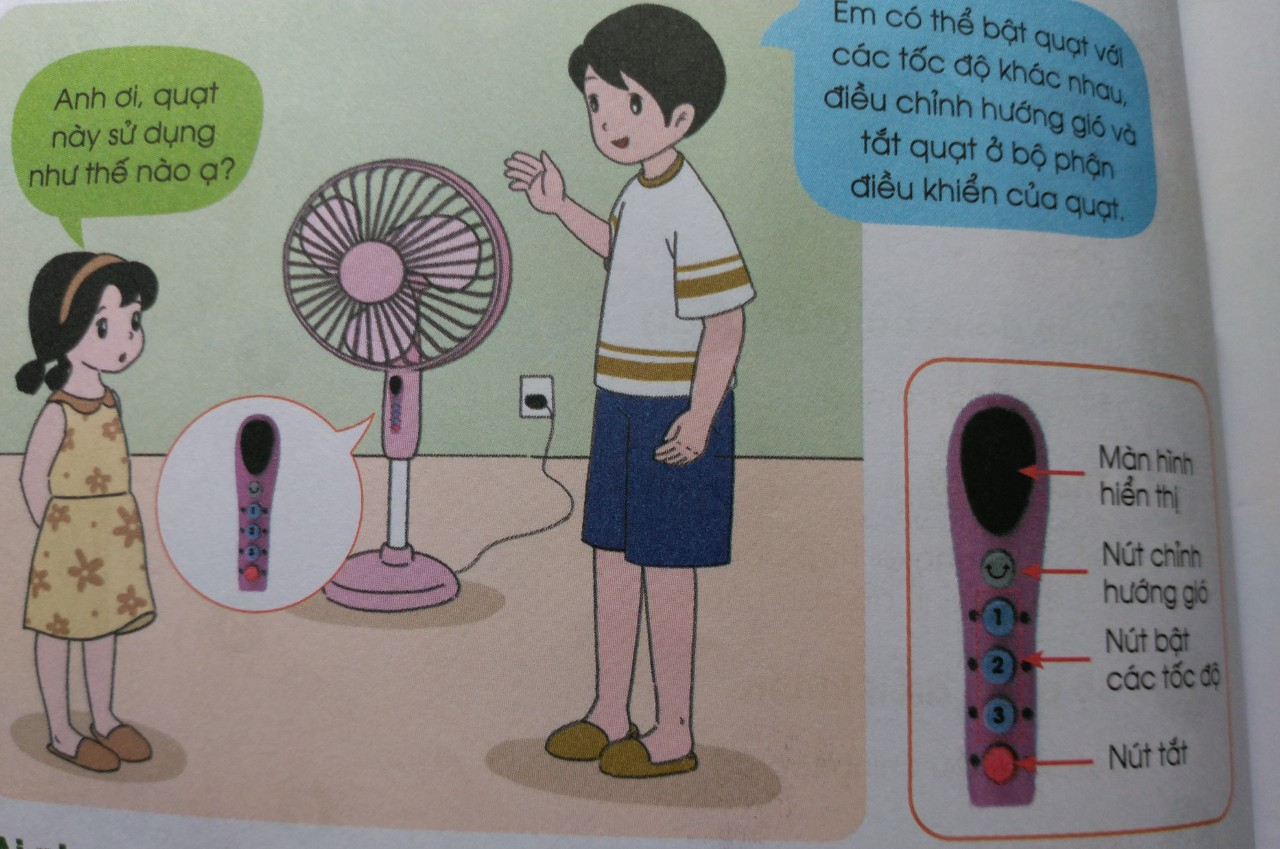 Anh ơi, quạt
này sử dụng
như thế nào ạ?
Em có thể bật quạt với
các tốc độ khác nhau,
điều chỉnh hướng gió và
tắt quạt ở bộ phận
điều khiển của quạt.
Màn hình
hiển thị
Nút chỉnh
hướng gió
1
Nút bật
2
các tốc độ
3
Nút tắt